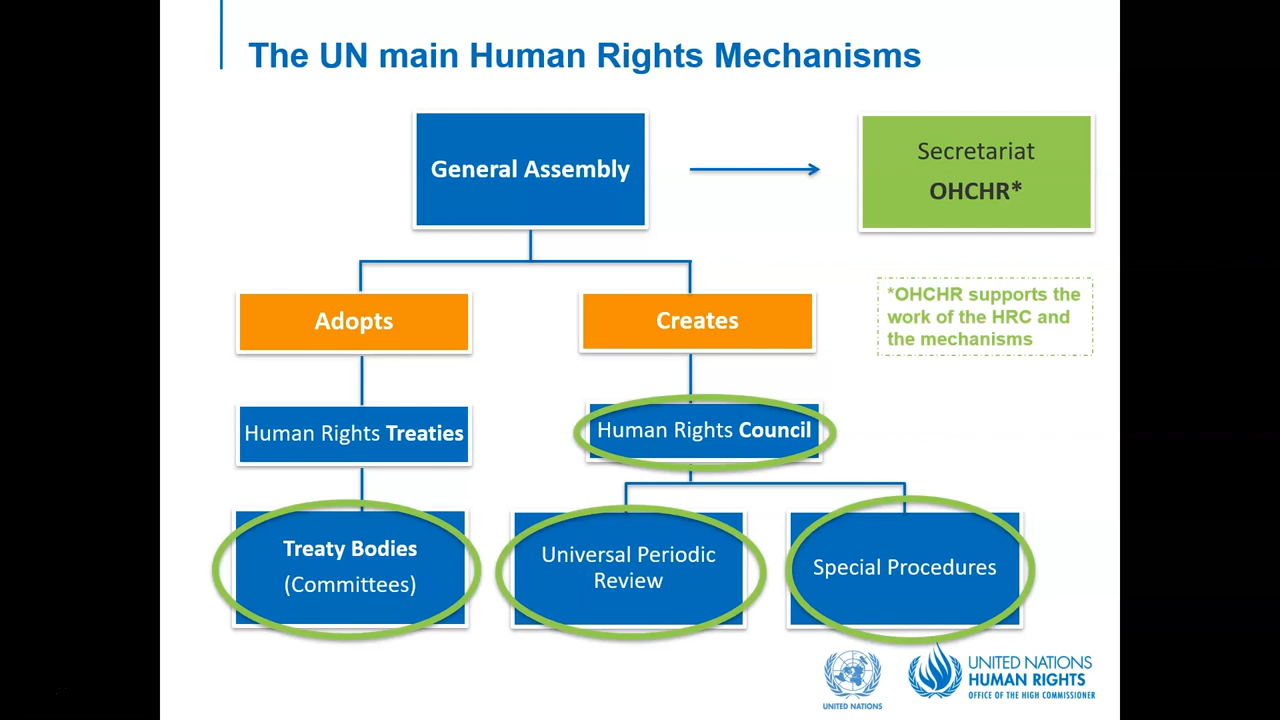 The UN main Human Rights Mechanisms
General Assembly
Secretariat
OHCHR*
*OHCHR supports the
work of the HRC and
the mechanisms
Adopts
Creates
Human Rights Treaties
Human Rights Council
Treaty Bodies
(Committees)
Universal Periodic
Review
Special Procedures
UNITED NATIONS
UNITED NATIONS
HUMAN RIGHTS
OFFICE OF THE HIGH COMMISSIONER